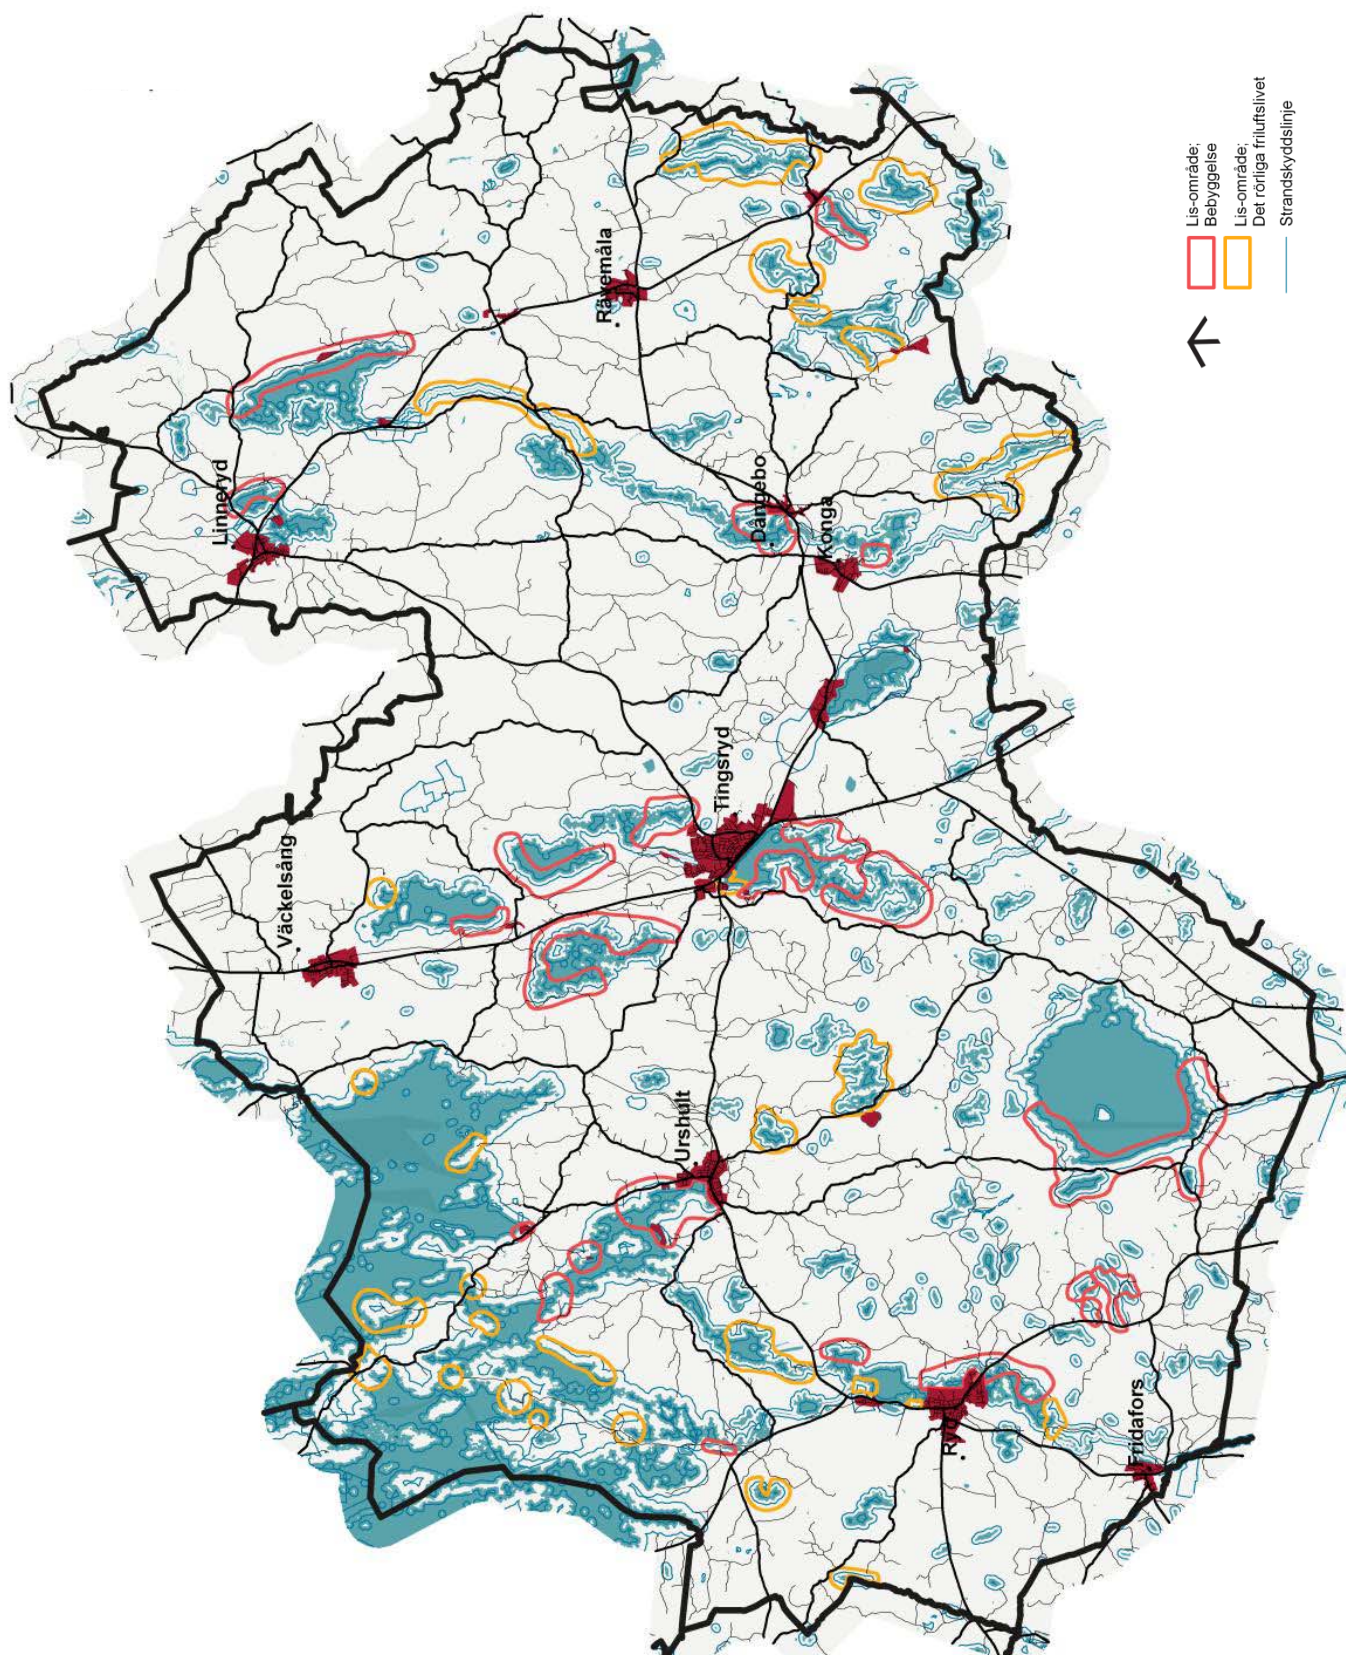 Linneryd
Väckelsång
Rävemåla
Urshult
Tingsryd
Dångebo
Konga
Ryd
Fridafors
Lis-område;
Bebyggelse
Lis-område;
Det rörliga friluftslivet
Strandskyddslinje